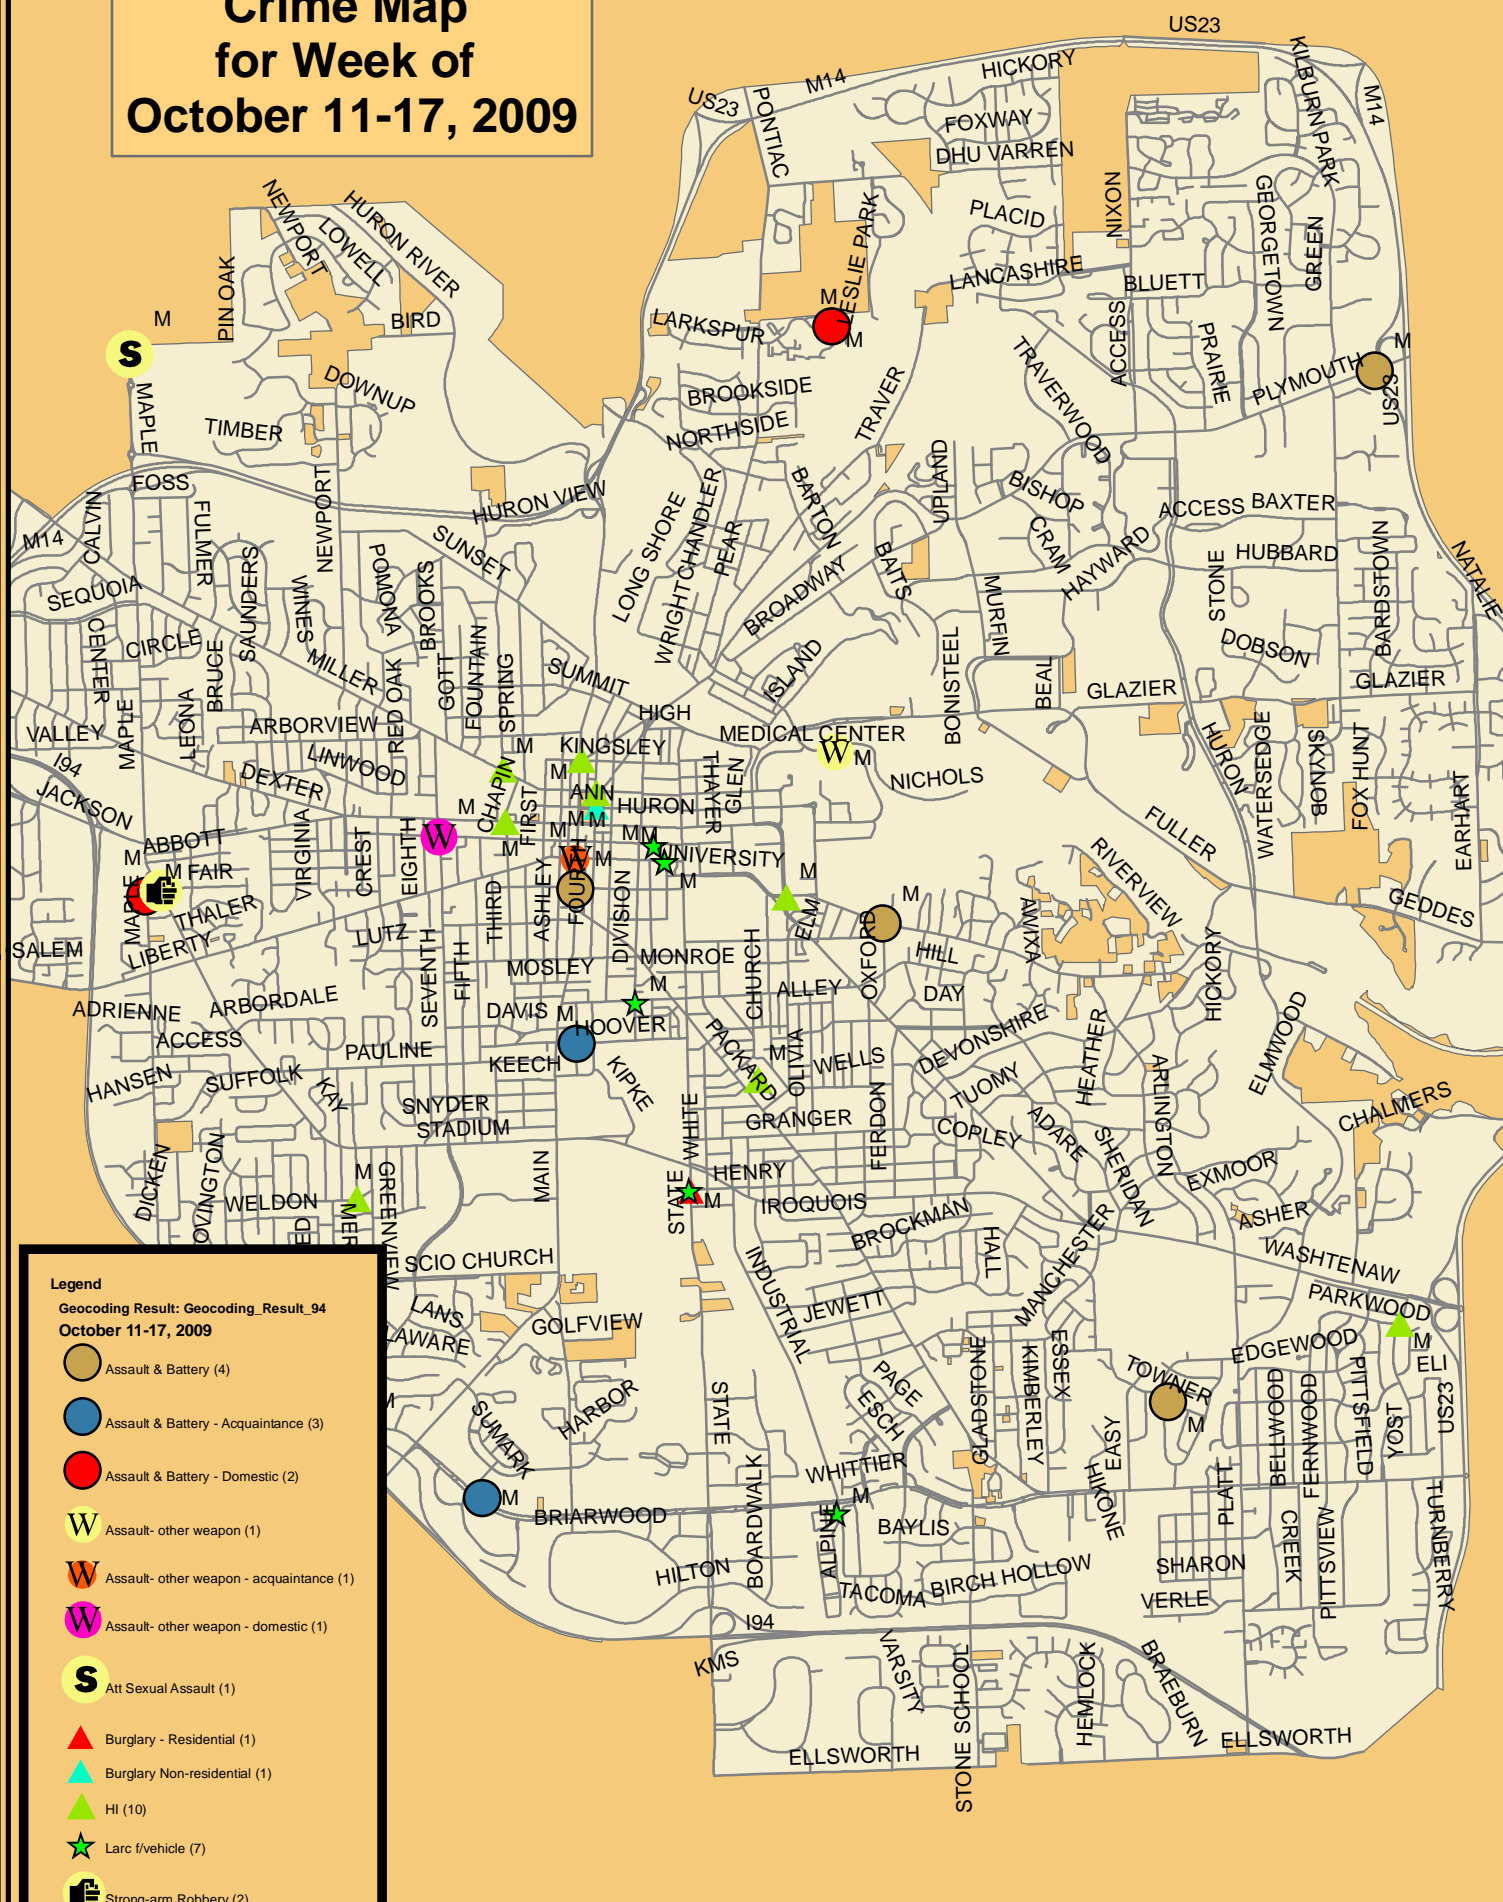 Crime Map
for Week of
October 11-17, 2009
US23
HICKORY
M14
US23
PONTIAC
KILBURN PARK
M14
FOXWAY
DHU VARREN
NIXON
PLACID
GEORGETOWN
GREEN
NEWPORT
LOWELL
HURON RIVER
PIN OAK
BIRD
LESLIE PARK
LANCASHIRE
BLUETT
M
M
LARKSPUR
M
ACCESS
PRAIRIE
PLYMOUTH
M
US23
S
MAPLE
DOWNUP
TIMBER
BROOKSIDE
NORTHSIDE
TRAVER
TRAVERWOOD
FOSS
HURON VIEW
UPLAND
BISHOP
ACCESS
BAXTER
M14
CALVIN
FULMER
NEWPORT
SUNSET
LONG SHORE
CHANDLER
WRIGHT
PEAR
BARTON
BROADWAY
BAITS
CRAM
HAYWARD
HUBBARD
STONE
BARDSTOWN
NATALIE
SEQUOIA
SAUNDERS
WINES
POMONA
BROOKS
MURFIN
CENTER
CIRCLE
BRUCE
MILLER
RED OAK
GOTT
FOUNTAIN
SPRING
SUMMIT
ISLAND
BONISTEEL
BEAL
DOBSON
GLAZIER
GLAZIER
VALLEY
MAPLE
LEONA
ARBORVIEW
HIGH
MEDICAL CENTER
I94
LINWOOD
DEXTER
KINGSLEY
M
M
THAYER
GLEN
W
M
NICHOLS
HURON
WATERSEDGE
SKYNOB
FOX HUNT
EARHART
JACKSON
CHAPIN
FIRST
ANN
HURON
M
M
M
M
M
M
M
FULLER
ABBOTT
VIRGINIA
CREST
EIGHTH
W
W
M
UNIVERSITY
M
M
RIVERVIEW
M
M
FAIR
MAPLE
THALER
LIBERTY
SALEM
LUTZ
THIRD
ASHLEY
FOURTH
DIVISION
ELM
OXFORD
M
HILL
AWIXA
GEDDES
HICKORY
SEVENTH
FIFTH
MOSLEY
MONROE
CHURCH
ALLEY
DAY
ADRIENNE
ARBORDALE
DAVIS
M
M
HOOVER
ACCESS
PAULINE
KEECH
KIPKE
PACKARD
M
OLIVIA
WELLS
DEVONSHIRE
HEATHER
ARLINGTON
ELMWOOD
HANSEN
SUFFOLK
KAY
SNYDER
STADIUM
WHITE
GRANGER
FERDON
TUOMY
COPLEY
ADARE
SHERIDAN
CHALMERS
DICKEN
OVINGTON
WELDON
M
MER
GREENVIEW
ED
MAIN
STATE
HENRY
M
IROQUOIS
BROCKMAN
EXMOOR
ASHER
WASHTENAW
SCIO CHURCH
INDUSTRIAL
HALL
MANCHESTER
LANS
LAWARE
GOLFVIEW
JEWETT
PARKWOOD
M
ELI
EDGEWOOD
M
SUMARK
HARBOR
STATE
PAGE
ESCH
GLADSTONE
KIMBERLEY
ESSEX
TOWNER
M
EASY
BELLWOOD
FERNWOOD
PITTSFIELD
YOST
US23
M
BRIARWOOD
BOARDWALK
WHITTIER
M
ALPINE
BAYLIS
HIKONE
PLATT
CREEK
PITTSVIEW
TURNBERRY
HILTON
TACOMA
BIRCH HOLLOW
SHARON
VERLE
I94
KMS
VARSITY
STONE SCHOOL
HEMLOCK
BRAEBURN
ELLSWORTH
ELLSWORTH
Legend
Geocoding Result: Geocoding_Result_94
October 11-17, 2009
Assault & Battery (4)
Assault & Battery - Acquaintance (3)
Assault & Battery - Domestic (2)
W Assault- other weapon (1)
W Assault- other weapon - acquaintance (1)
W Assault- other weapon - domestic (1)
S Att Sexual Assault (1)
Burglary - Residential (1)
Burglary Non-residential (1)
HI (10)
Larc f/vehicle (7)
Strong-arm Robbery (2)